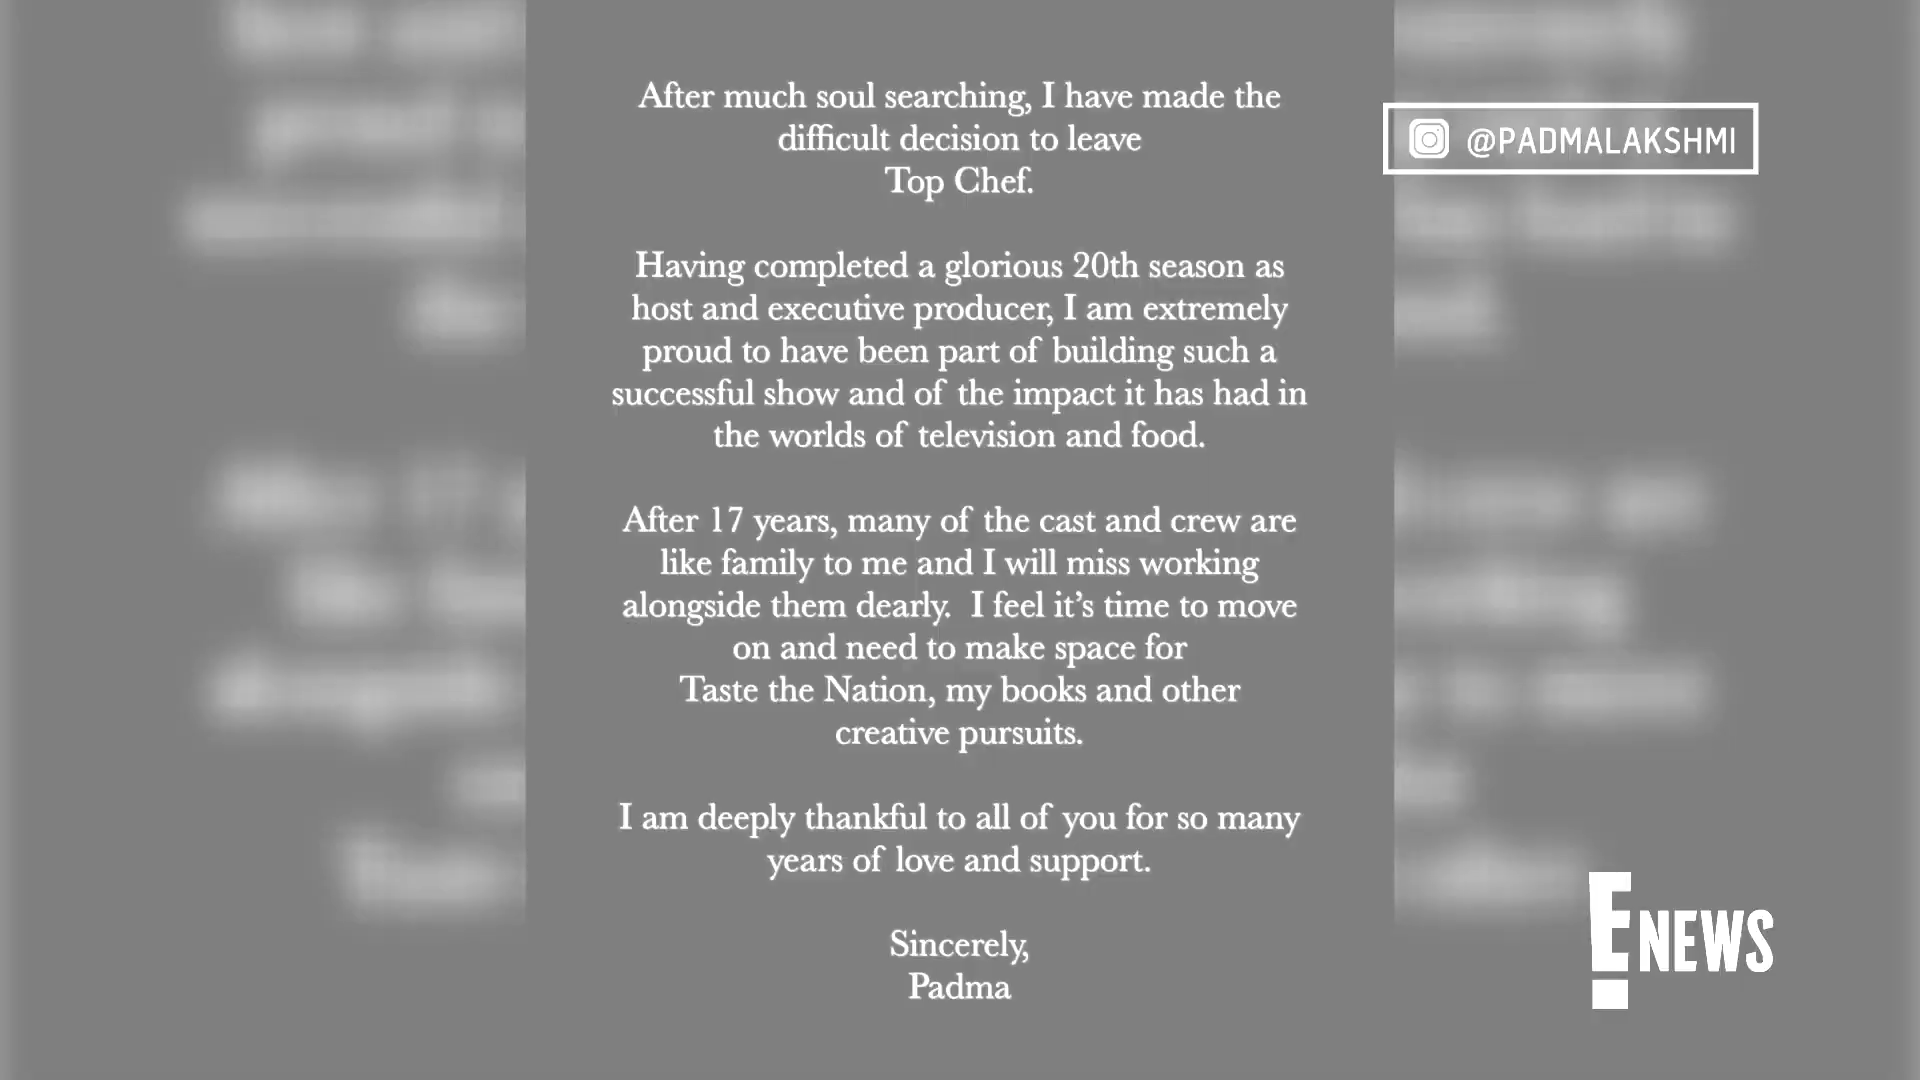 After much soul searching, I have made the
difficult decision to leave
Top Chef.
Having completed a glorious 20th season as
host and executive producer, I am extremely
proud to have been part of building such a
successful show and of the impact it has had in
the worlds of television and food.
After 17 years, many of the cast and crew are
like family to me and I will miss working
alongside them dearly. I feel it’s time to move
on and need to make space for
Taste the Nation, my books and other
creative pursuits.
I am deeply thankful to all of you for so many
years of love and support.
Sincerely,
Padma
@PADMALAKSHMI
E NEWS